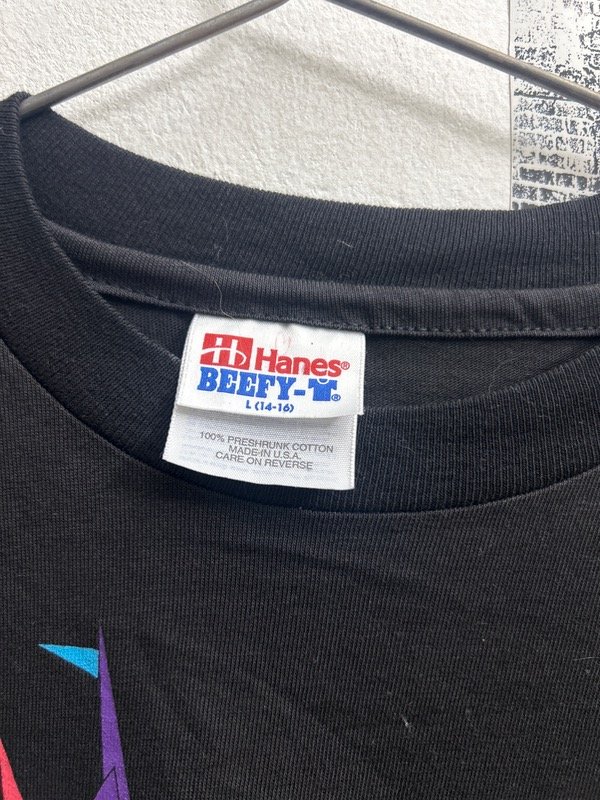 Hanes®
BEEFY-T®
L (14-16)
100% PRESHRUNK COTTON
MADE IN U.S.A.
CARE ON REVERSE